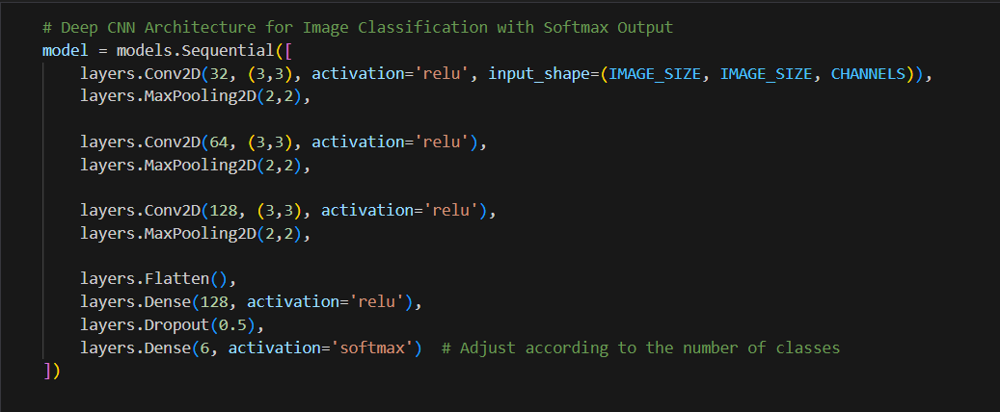 # Deep CNN Architecture for Image Classification with Softmax Output
model = models.Sequential([
    layers.Conv2D(32, (3,3), activation='relu', input_shape=(IMAGE_SIZE, IMAGE_SIZE, CHANNELS)),
    layers.MaxPooling2D(2,2),

    layers.Conv2D(64, (3,3), activation='relu'),
    layers.MaxPooling2D(2,2),

    layers.Conv2D(128, (3,3), activation='relu'),
    layers.MaxPooling2D(2,2),

    layers.Flatten(),
    layers.Dense(128, activation='relu'),
    layers.Dropout(0.5),
    layers.Dense(6, activation='softmax')  # Adjust according to the number of classes
])